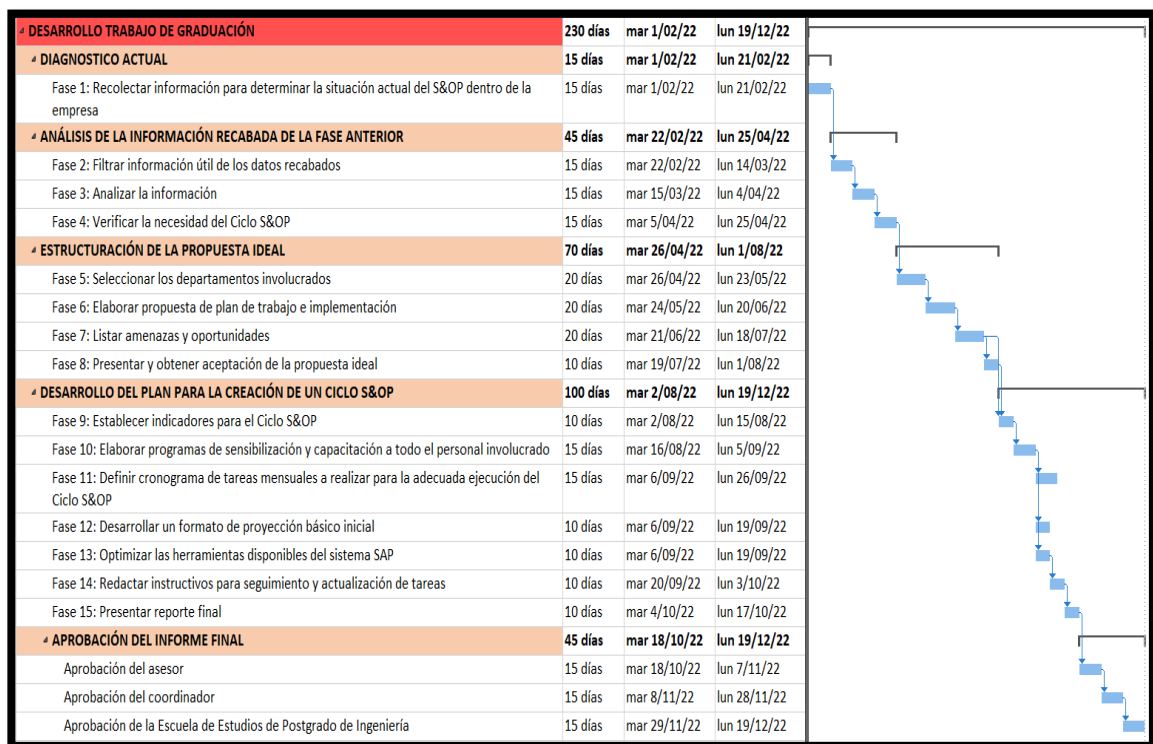 DESARROLLO TRABAJO DE GRADUACIÓN 230 días mar 1/02/22 lun 19/12/22
DIAGNOSTICO ACTUAL 15 días mar 1/02/22 lun 21/02/22
Fase 1: Recolectar información para determinar la situación actual del S&OP dentro de la 15 días mar 1/02/22 lun 21/02/22
empresa
ANÁLISIS DE LA INFORMACIÓN RECABADA DE LA FASE ANTERIOR 45 días mar 22/02/22 lun 25/04/22
Fase 2: Filtrar información útil de los datos recabados 15 días mar 22/02/22 lun 14/03/22
Fase 3: Analizar la información 15 días mar 15/03/22 lun 4/04/22
Fase 4: Verificar la necesidad del Ciclo S&OP 15 días mar 5/04/22 lun 25/04/22
ESTRUCTURACIÓN DE LA PROPUESTA IDEAL 70 días mar 26/04/22 lun 1/08/22
Fase 5: Seleccionar los departamentos involucrados 20 días mar 26/04/22 lun 23/05/22
Fase 6: Elaborar propuesta de plan de trabajo e implementación 20 días mar 24/05/22 lun 20/06/22
Fase 7: Listar amenazas y oportunidades 20 días mar 21/06/22 lun 18/07/22
Fase 8: Presentar y obtener aceptación de la propuesta ideal 10 días mar 19/07/22 lun 1/08/22
DESARROLLO DEL PLAN PARA LA CREACIÓN DE UN CICLO S&OP 100 días mar 2/08/22 lun 19/12/22
Fase 9: Establecer indicadores para el Ciclo S&OP 10 días mar 2/08/22 lun 15/08/22
Fase 10: Elaborar programas de sensibilización y capacitación a todo el personal involucrado 15 días mar 16/08/22 lun 5/09/22
Fase 11: Definir cronograma de tareas mensuales a realizar para la adecuada ejecución del 15 días mar 6/09/22 lun 26/09/22
Ciclo S&OP
Fase 12: Desarrollar un formato de proyección básico inicial 10 días mar 6/09/22 lun 19/09/22
Fase 13: Optimizar las herramientas disponibles del sistema SAP 10 días mar 6/09/22 lun 19/09/22
Fase 14: Redactar instructivos para seguimiento y actualización de tareas 10 días mar 20/09/22 lun 3/10/22
Fase 15: Presentar reporte final 10 días mar 4/10/22 lun 17/10/22
APROBACIÓN DEL INFORME FINAL 45 días mar 18/10/22 lun 19/12/22
Aprobación del asesor 15 días mar 18/10/22 lun 7/11/22
Aprobación del coordinador 15 días mar 8/11/22 lun 28/11/22
Aprobación de la Escuela de Estudios de Postgrado de Ingeniería 15 días mar 29/11/22 lun 19/12/22